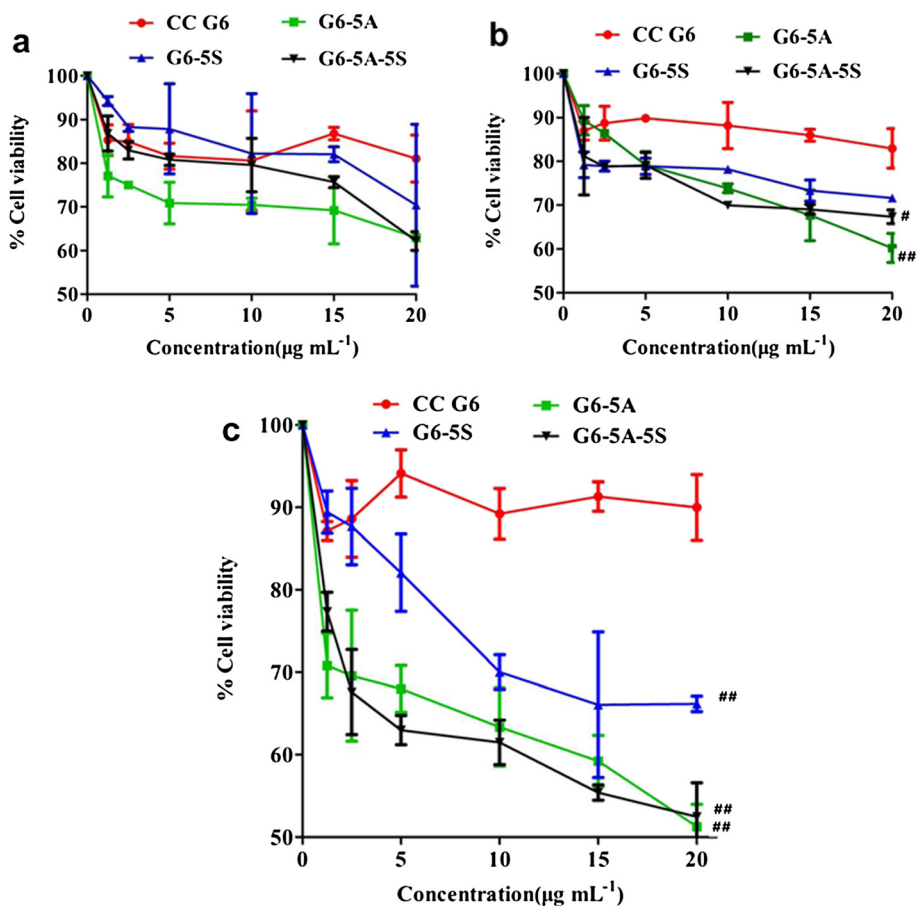 a
CC G6
G6-5A
G6-5S
G6-5A-5S
100
90
80
70
60
50
% Cell viability
0 5 10 15 20
Concentration(µg mL-1)
b
CC G6
G6-5A
G6-5S
G6-5A-5S
100
90
80
70
60
50
% Cell viability
#
##
0 5 10 15 20
Concentration(µg mL-1)
c
CC G6
G6-5A
G6-5S
G6-5A-5S
100
90
80
70
60
50
% Cell viability
##
##
##
0 5 10 15 20
Concentration(µg mL-1)